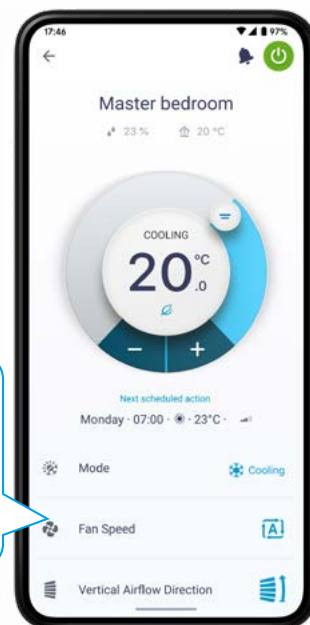 17:46 97%
Master bedroom
23 % 20 °C
COOLING
20.0 °C
− +
Next scheduled action
Monday · 07:00 · · 23°C ·
Mode Cooling
Fan Speed A
Vertical Airflow Direction